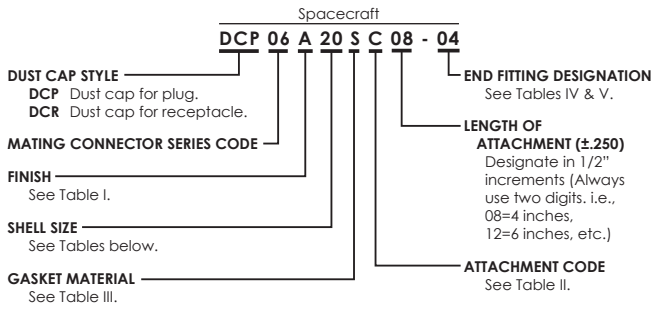 Spacecraft
DCP 06 A 20 S C 08 - 04
DUST CAP STYLE
DCP Dust cap for plug.
DCR Dust cap for receptacle.
MATING CONNECTOR SERIES CODE
FINISH
See Table I.
SHELL SIZE
See Tables below.
GASKET MATERIAL
See Table III.
END FITTING DESIGNATION
See Tables IV & V.
LENGTH OF
ATTACHMENT (±.250)
Designate in 1/2"
increments (Always
use two digits. i.e.,
08=4 inches,
12=6 inches, etc.)
ATTACHMENT CODE
See Table II.